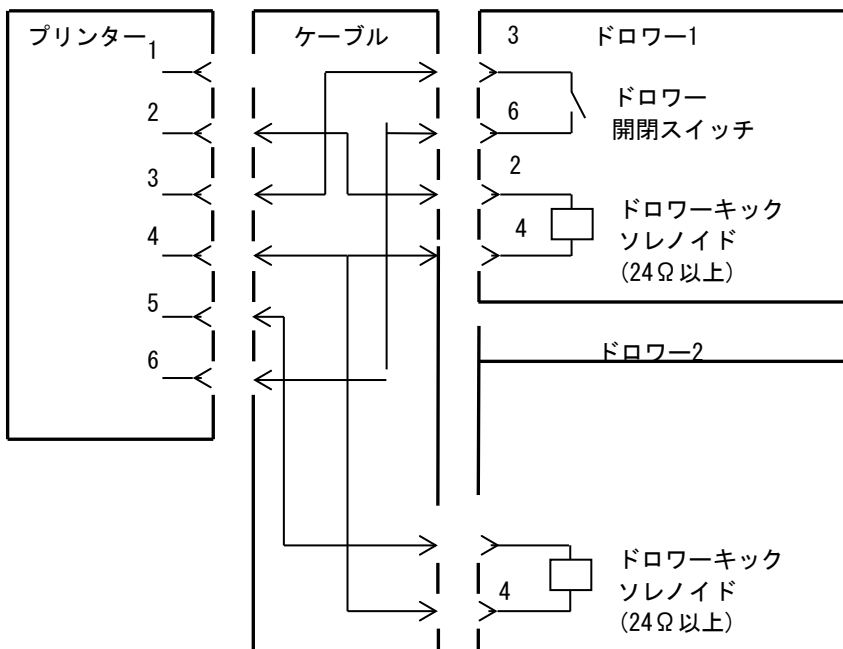 プリンター
ケーブル
ドロワー1
1
2
3
4
5
6
3
6
2
4
ドロワー
開閉スイッチ
ドロワーキック
ソレノイド
(24Ω以上)
ドロワー2
4
ドロワーキック
ソレノイド
(24Ω以上)